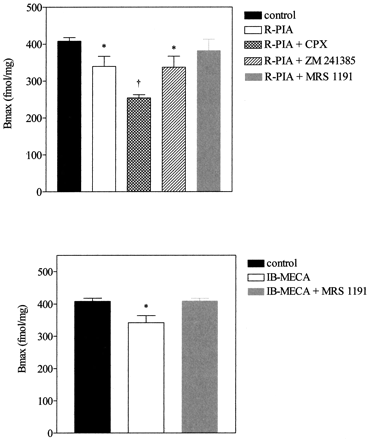 control
R-PIA
R-PIA + CPX
R-PIA + ZM 241385
R-PIA + MRS 1191
Bmax (fmol/mg)
500
400
300
200
100
0
*
†
*
control
IB-MECA
IB-MECA + MRS 1191
Bmax (fmol/mg)
500
400
300
200
100
0
*